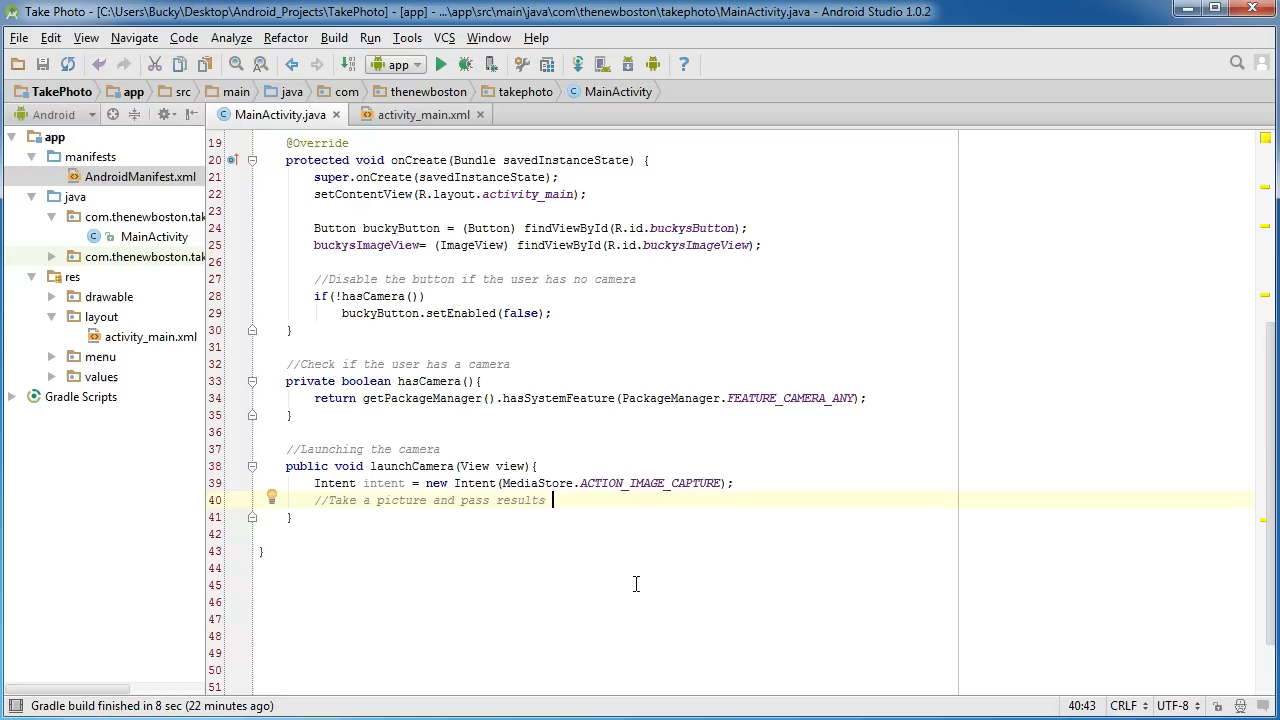 Take Photo - [C:\Users\Bucky\Desktop\Android_Projects\TakePhoto] - [app] - ...\app\src\main\java\com\thenewboston\takephoto\MainActivity.java - Android Studio 1.0.2
File Edit View Navigate Code Analyze Refactor Build Run Tools VCS Window Help
app
TakePhoto app src main java com thenewboston takephoto MainActivity
Android MainActivity.java activity_main.xml
app
manifests
AndroidManifest.xml
java
com.thenewboston.tak
MainActivity
com.thenewboston.tak
res
drawable
layout
activity_main.xml
menu
values
Gradle Scripts
19 @Override
20 protected void onCreate(Bundle savedInstanceState) {
21 super.onCreate(savedInstanceState);
22 setContentView(R.layout.activity_main);
23
24 Button buckyButton = (Button) findViewById(R.id.buckysButton);
25 buckysImageView= (ImageView) findViewById(R.id.buckysImageView);
26
27 //Disable the button if the user has no camera
28 if(!hasCamera())
29 buckyButton.setEnabled(false);
30 }
31
32 //Check if the user has a camera
33 private boolean hasCamera(){
34 return getPackageManager().hasSystemFeature(PackageManager.FEATURE_CAMERA_ANY);
35 }
36
37 //Launching the camera
38 public void launchCamera(View view){
39 Intent intent = new Intent(MediaStore.ACTION_IMAGE_CAPTURE);
40 //Take a picture and pass results
41 }
42
43 }
44
45
46
47
48
49
50
51
Gradle build finished in 8 sec (22 minutes ago) 40:43 CRLF UTF-8